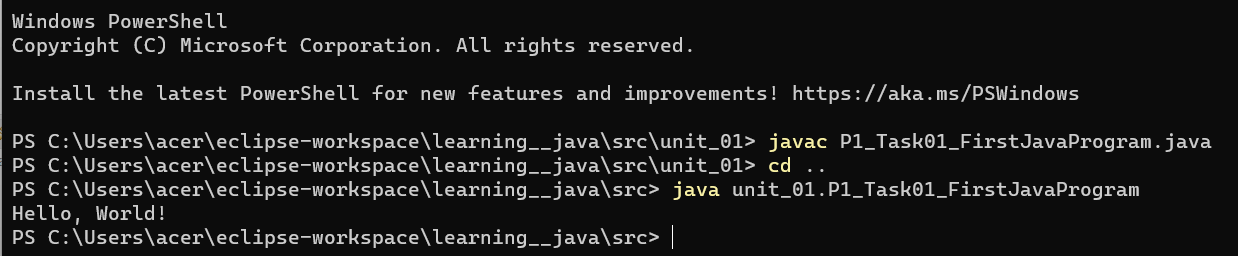 Windows PowerShell
Copyright (C) Microsoft Corporation. All rights reserved.
Install the latest PowerShell for new features and improvements! https://aka.ms/PSWindows
PS C:\Users\acer\eclipse-workspace\learning__java\src\unit_01> javac P1_Task01_FirstJavaProgram.java
PS C:\Users\acer\eclipse-workspace\learning__java\src\unit_01> cd ..
PS C:\Users\acer\eclipse-workspace\learning__java\src> java unit_01.P1_Task01_FirstJavaProgram
Hello, World!
PS C:\Users\acer\eclipse-workspace\learning__java\src>